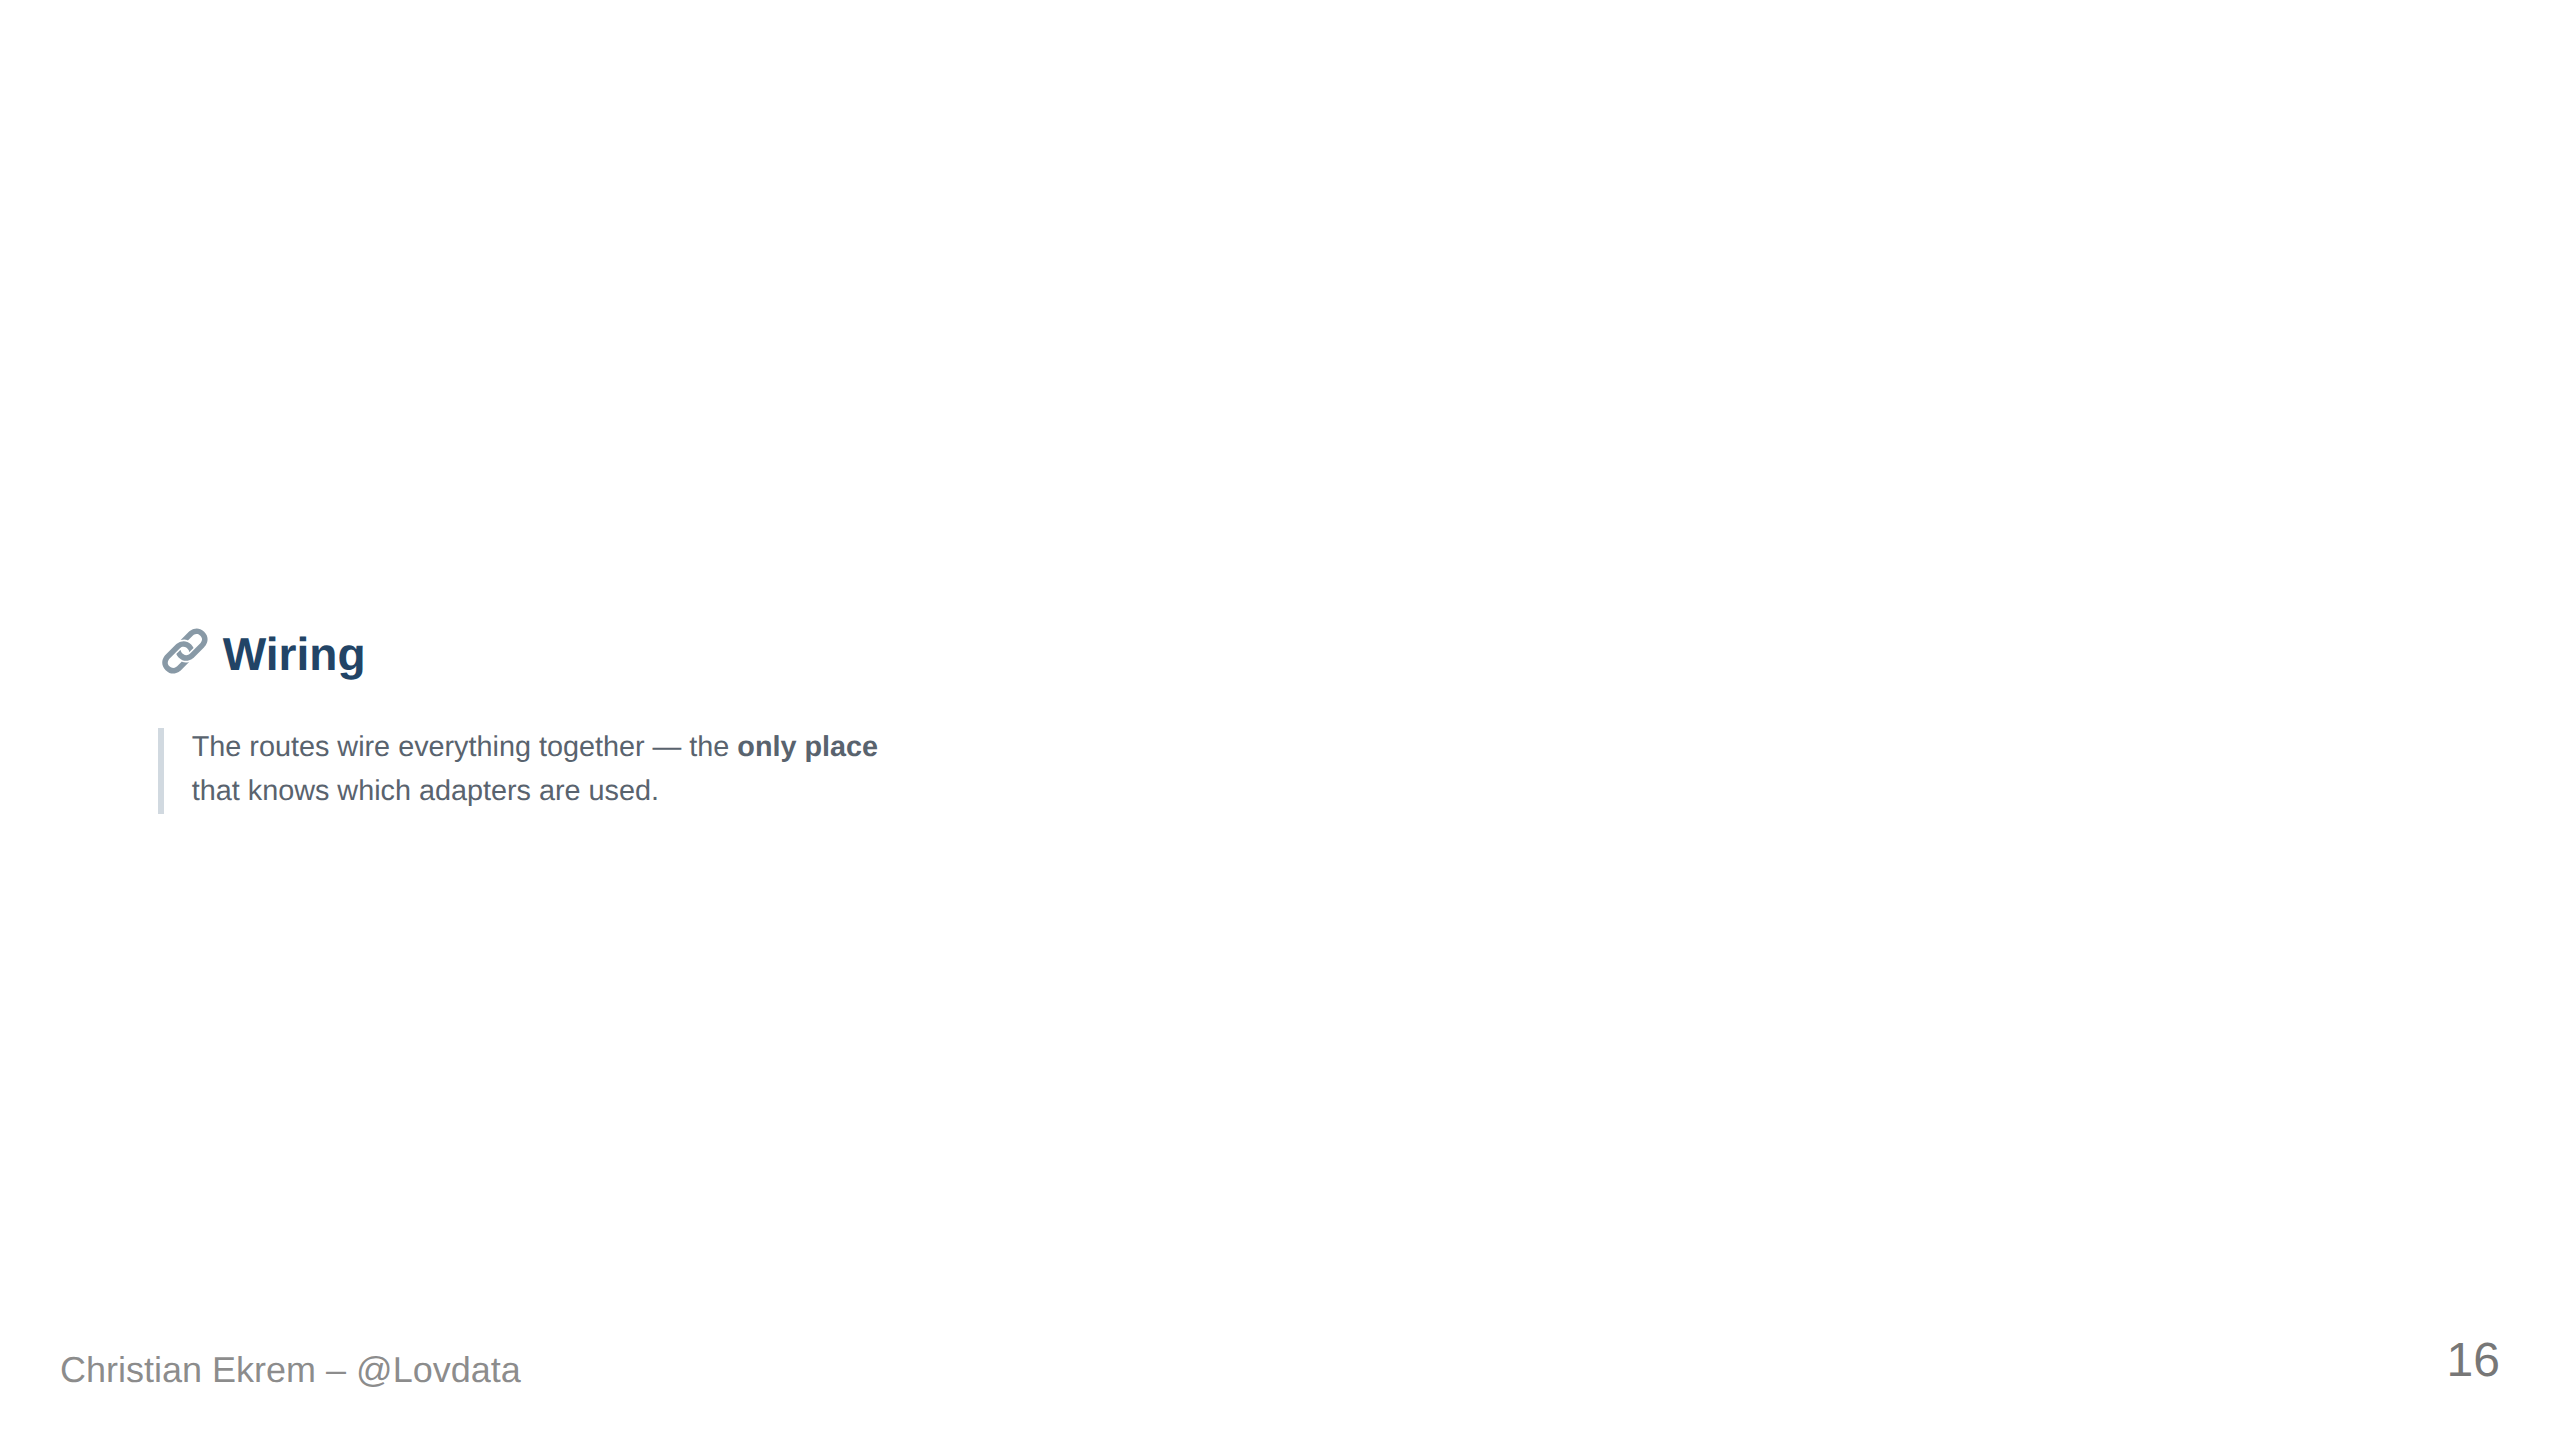 🔗 Wiring
The routes wire everything together — the only place
that knows which adapters are used.
Christian Ekrem – @Lovdata
16